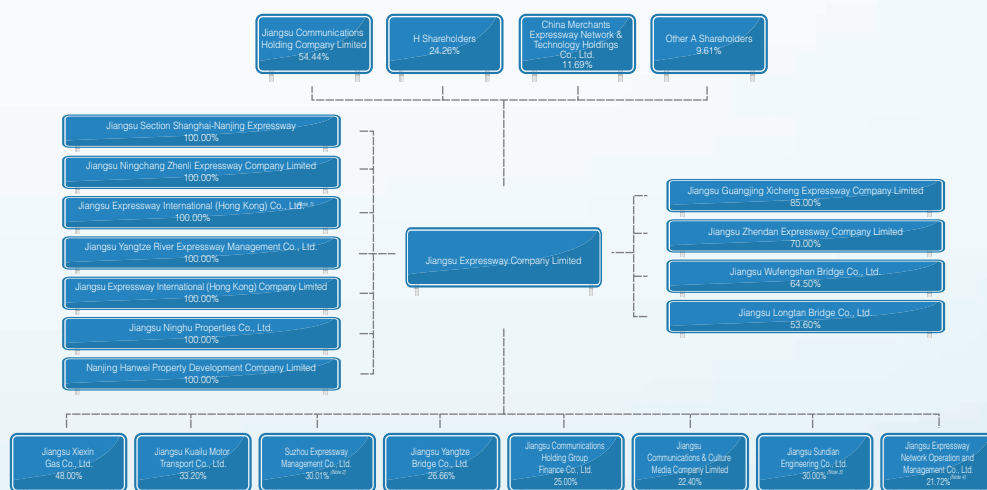 Jiangsu Communications
Holding Company Limited
54.44%
H Shareholders
24.26%
China Merchants
Expressway Network &
Technology Holdings
Co., Ltd.
11.69%
Other A Shareholders
9.61%
Jiangsu Section Shanghai-Nanjing Expressway
100.00%
Jiangsu Ningchang Zhenli Expressway Company Limited
100.00%
Jiangsu Expressway International (Hong Kong) Co., Ltd.
100.00%
Jiangsu Yangtze River Expressway Management Co., Ltd.
100.00%
Jiangsu Expressway International (Hong Kong) Company Limited
100.00%
Jiangsu Ninghu Properties Co., Ltd.
100.00%
Nanjing Hanwei Property Development Company Limited
100.00%
Jiangsu Expressway Company Limited
Jiangsu Guangjing Xicheng Expressway Company Limited
85.00%
Jiangsu Zhendan Expressway Company Limited
70.00%
Jiangsu Wufengshan Bridge Co., Ltd.
64.50%
Jiangsu Longtan Bridge Co., Ltd.
53.60%
Jiangsu Xiexin
Gas Co., Ltd.
48.00%
Jiangsu Kuailu Motor
Transport Co., Ltd.
33.20%
Suzhou Expressway
Management Co., Ltd.
30.01% (Note 2)
Jiangsu Yangtze
Bridge Co., Ltd.
26.66%
Jiangsu Communications
Holding Group
Finance Co., Ltd.
25.00%
Jiangsu
Communications & Culture
Media Company Limited
22.40%
Jiangsu Sundian
Engineering Co., Ltd.
30.00% (Note 3)
Jiangsu Expressway
Network Operation and
Management Co., Ltd.
21.72% (Note 4)